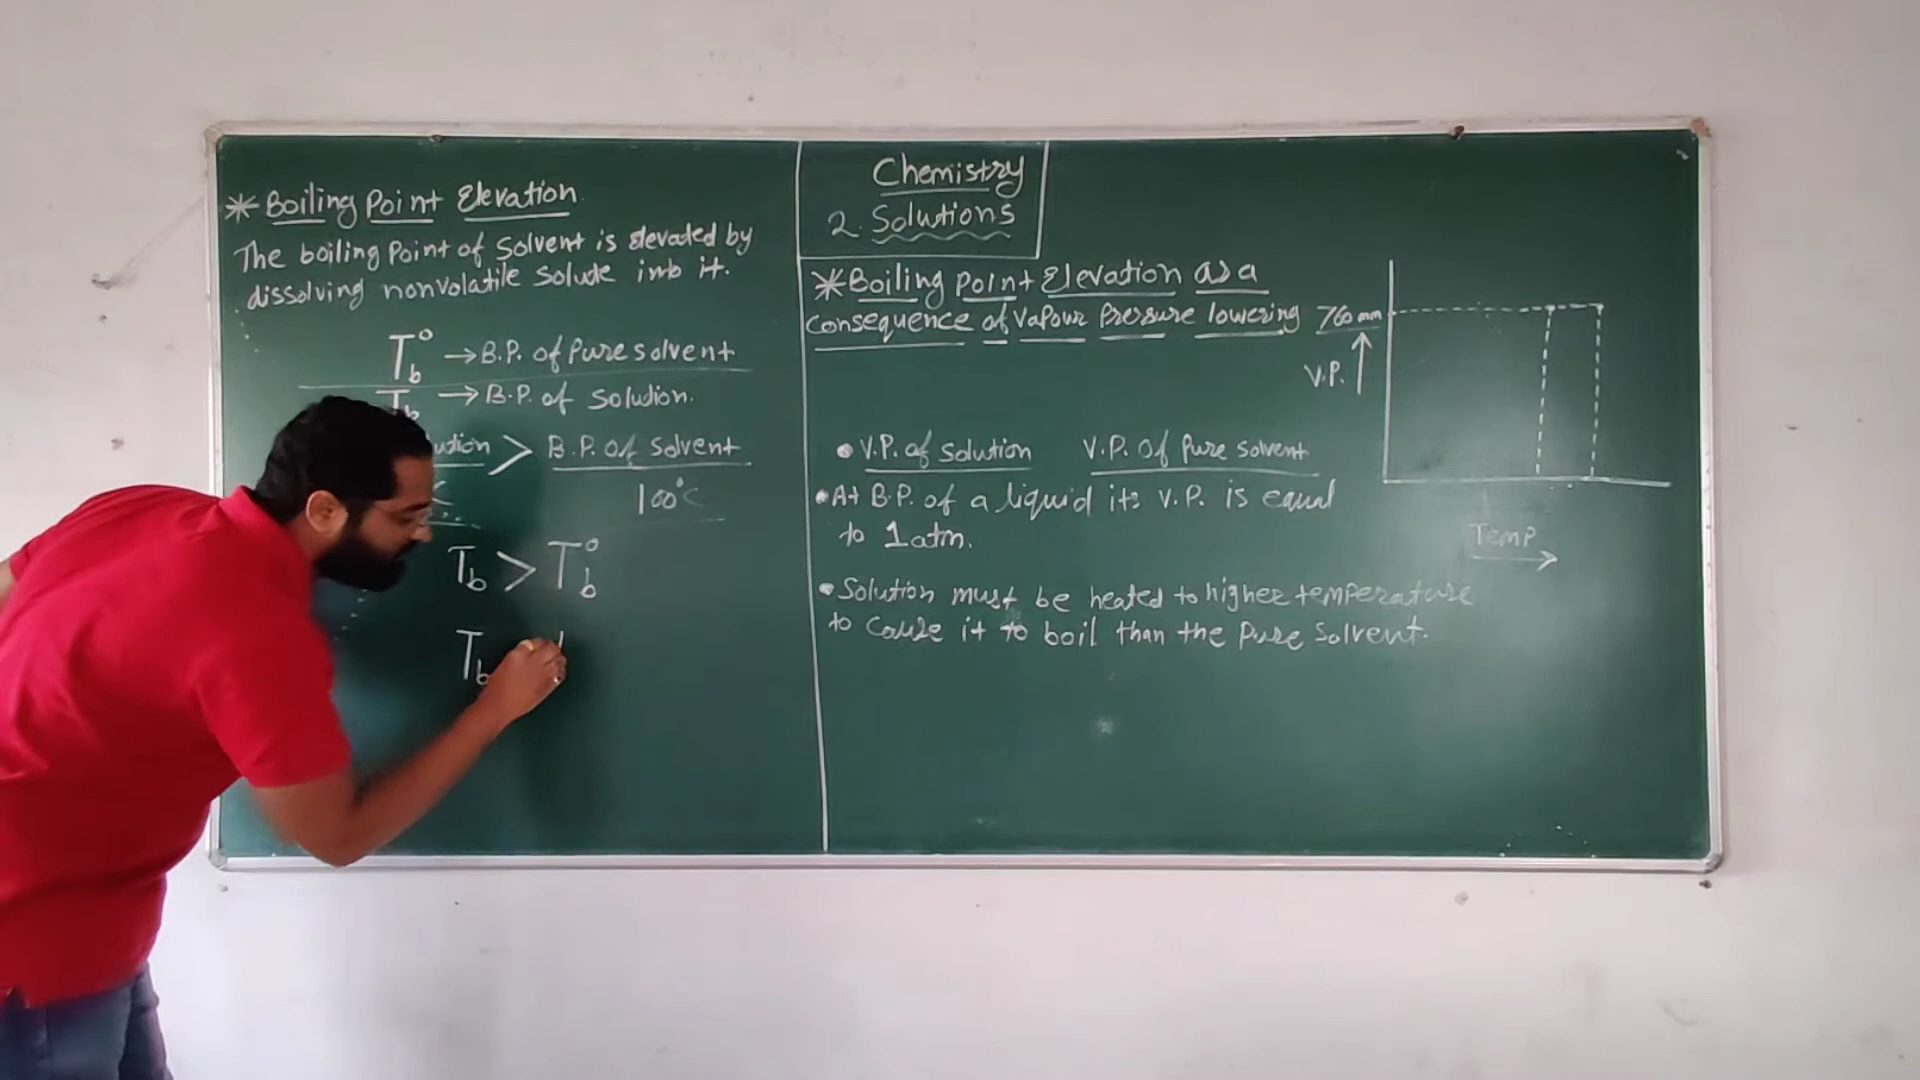 * Boiling Point Elevation
The boiling Point of Solvent is elevated by
dissolving nonvolatile Solute into it.
T°b → B.P. of Pure solvent
Tb → B.P. of Solution.
ution > B.P. of Solvent
100°C
Tb > T°b
Tb
Chemistry
2. Solutions
* Boiling point Elevation as a
Consequence of Vapour Pressure lowering
760 mm
V.P.
Temp
• V.P. of Solution V.P. of Pure solvent
• At B.P. of a liquid its V.P. is equal
to 1 atm.
• Solution must be heated to higher temperature
to cause it to boil than the Pure Solvent.